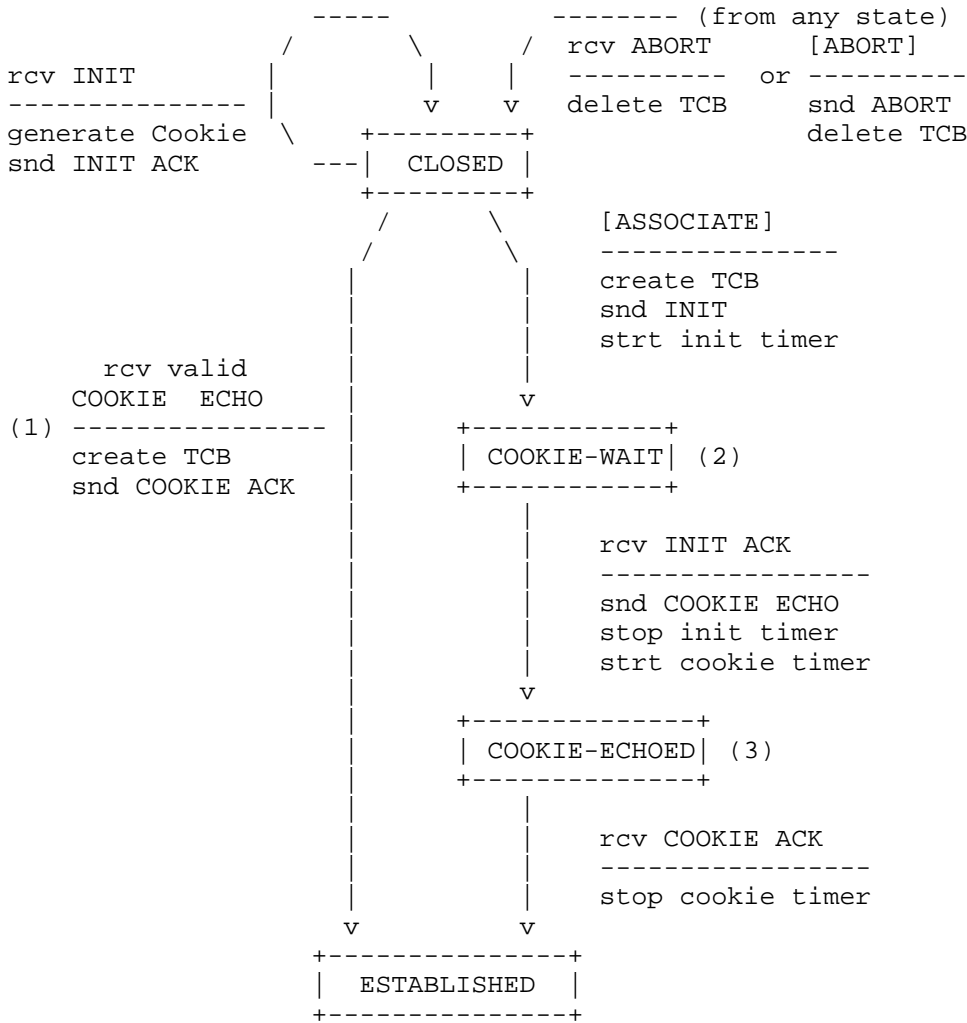 -----          -------- (from any state)
                  /       \      /  rcv ABORT      [ABORT]
rcv INIT         |         |    |   ----------  or ----------
---------------  |         v    v   delete TCB     snd ABORT
generate Cookie  \    +---------+                  delete TCB
snd INIT ACK       ---|  CLOSED |
                      +---------+
                       /      \      [ASSOCIATE]
                      /        \     ---------------
                     |          |    create TCB
                     |          |    snd INIT
                     |          |    strt init timer
      rcv valid      |          |
    COOKIE  ECHO     |          v
(1) ---------------- |      +------------+
    create TCB       |      | COOKIE-WAIT| (2)
    snd COOKIE ACK   |      +------------+
                     |          |
                     |          |    rcv INIT ACK
                     |          |    -----------------
                     |          |    snd COOKIE ECHO
                     |          |    stop init timer
                     |          |    strt cookie timer
                     |          v
                     |      +--------------+
                     |      | COOKIE-ECHOED| (3)
                     |      +--------------+
                     |          |
                     |          |    rcv COOKIE ACK
                     |          |    -----------------
                     |          |    stop cookie timer
                     v          v
                   +---------------+
                   |  ESTABLISHED  |
                   +---------------+